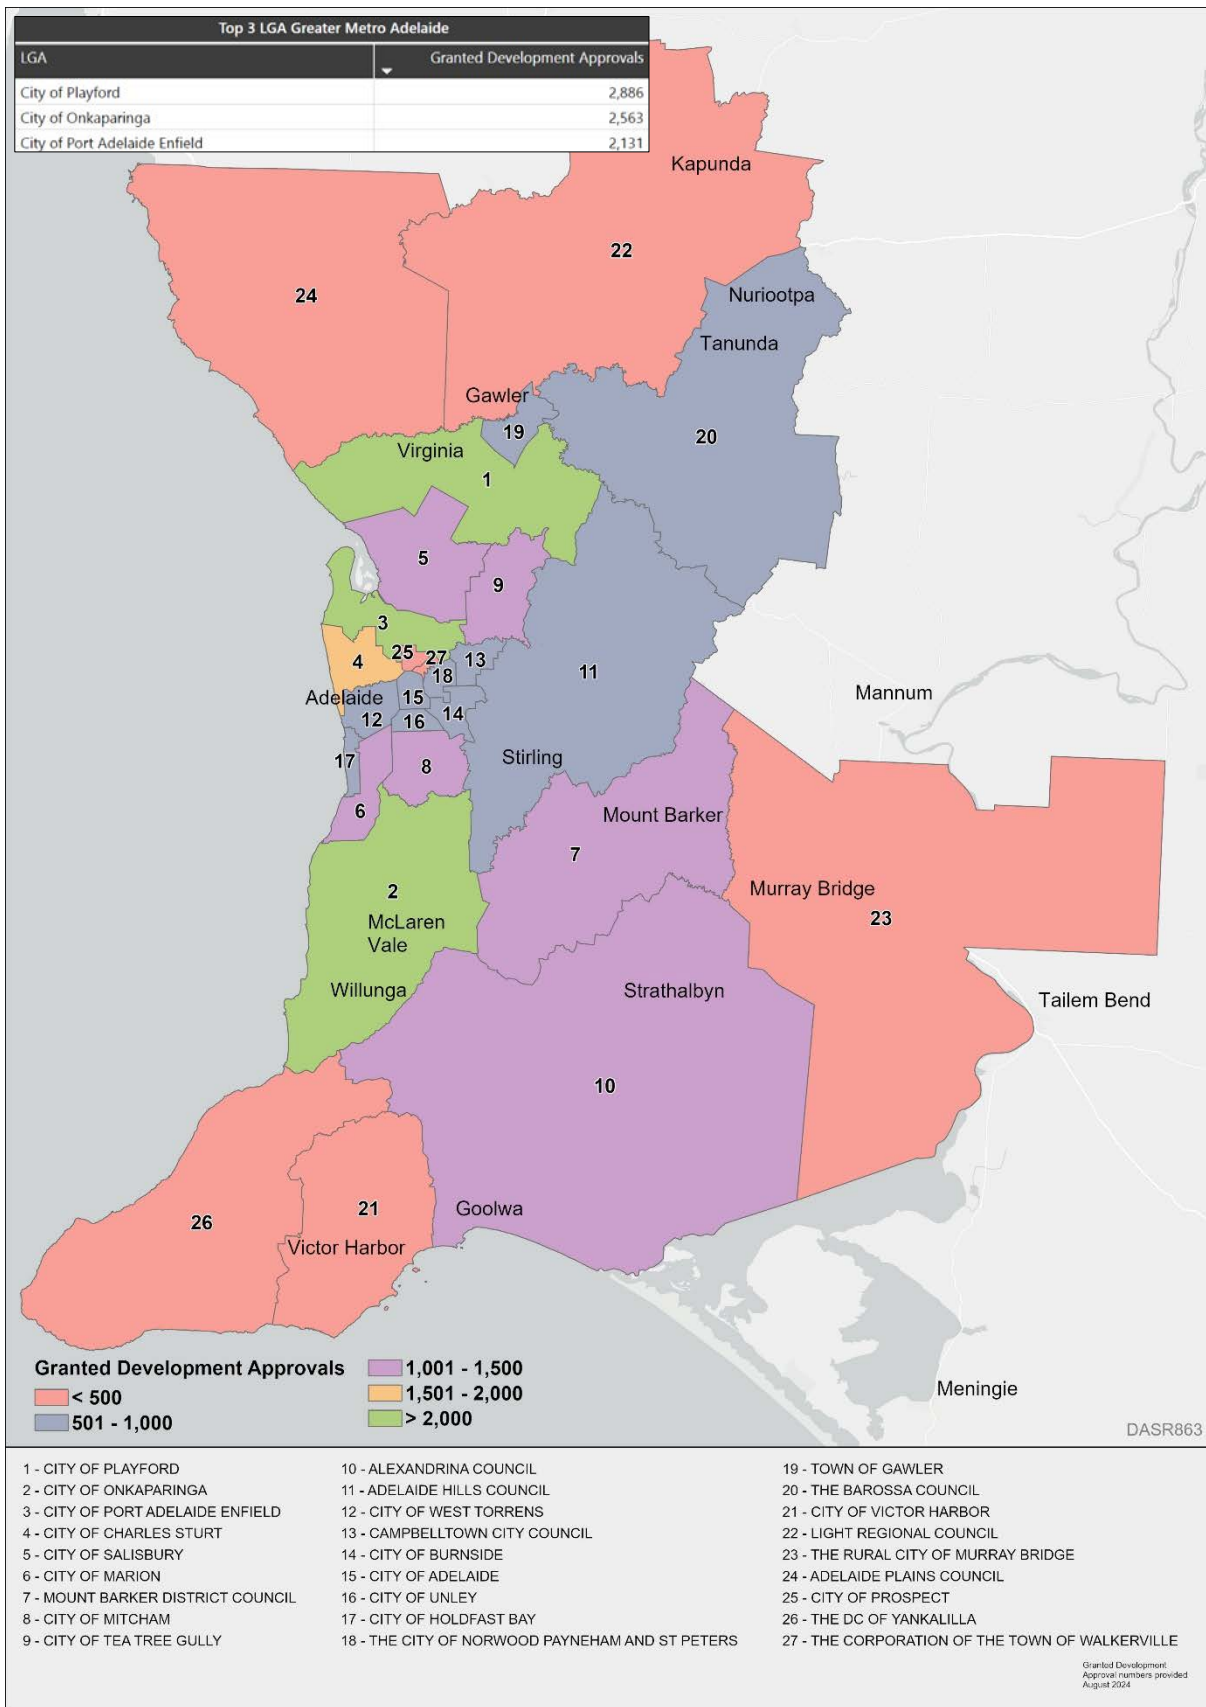 Top 3 LGA Greater Metro Adelaide
LGA Granted Development Approvals
City of Playford 2,886
City of Onkaparinga 2,563
City of Port Adelaide Enfield 2,131
Kapunda
22
24
Nuriootpa
Tanunda
Gawler
19
20
Virginia
1
5
9
3
25
27
13
4
18
11
Adelaide
15
Mannum
12
16
14
17
Stirling
8
6
Mount Barker
7
2
Murray Bridge
23
McLaren
Vale
Willunga
Strathalbyn
Tailem Bend
10
26
21
Goolwa
Victor Harbor
Granted Development Approvals
< 500
501 - 1,000
1,001 - 1,500
1,501 - 2,000
> 2,000
Meningie
DASR863
1 - CITY OF PLAYFORD
2 - CITY OF ONKAPARINGA
3 - CITY OF PORT ADELAIDE ENFIELD
4 - CITY OF CHARLES STURT
5 - CITY OF SALISBURY
6 - CITY OF MARION
7 - MOUNT BARKER DISTRICT COUNCIL
8 - CITY OF MITCHAM
9 - CITY OF TEA TREE GULLY
10 - ALEXANDRINA COUNCIL
11 - ADELAIDE HILLS COUNCIL
12 - CITY OF WEST TORRENS
13 - CAMPBELLTOWN CITY COUNCIL
14 - CITY OF BURNSIDE
15 - CITY OF ADELAIDE
16 - CITY OF UNLEY
17 - CITY OF HOLDFAST BAY
18 - THE CITY OF NORWOOD PAYNEHAM AND ST PETERS
19 - TOWN OF GAWLER
20 - THE BAROSSA COUNCIL
21 - CITY OF VICTOR HARBOR
22 - LIGHT REGIONAL COUNCIL
23 - THE RURAL CITY OF MURRAY BRIDGE
24 - ADELAIDE PLAINS COUNCIL
25 - CITY OF PROSPECT
26 - THE DC OF YANKALILLA
27 - THE CORPORATION OF THE TOWN OF WALKERVILLE
Granted Development
Approval numbers provided
August 2024